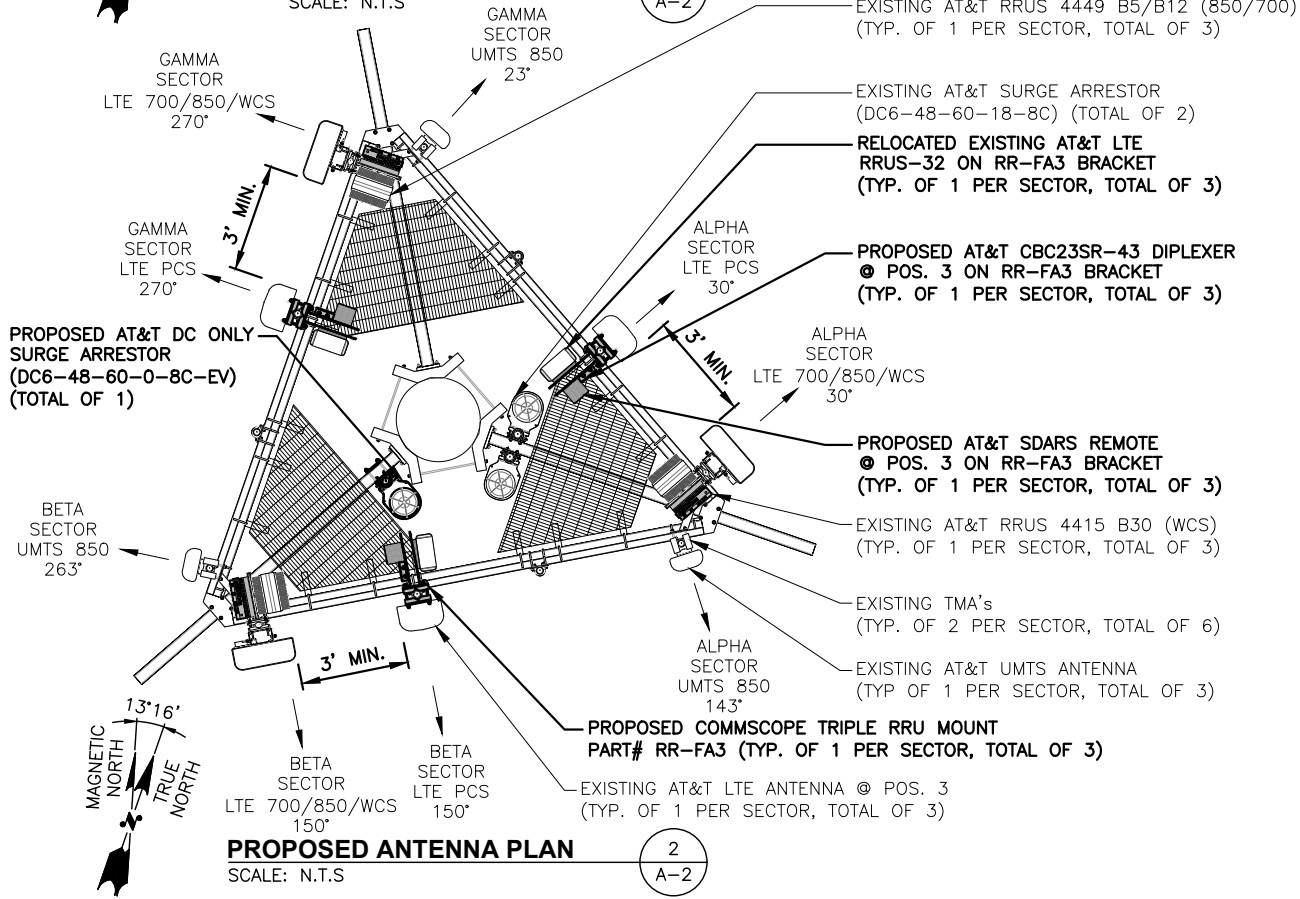 SCALE: N.T.S
A-2
GAMMA
SECTOR
UMTS 850
23°
GAMMA
SECTOR
LTE 700/850/WCS
270°
3' MIN.
GAMMA
SECTOR
LTE PCS
270°
PROPOSED AT&T DC ONLY
SURGE ARRESTOR
(DC6-48-60-0-8C-EV)
(TOTAL OF 1)
BETA
SECTOR
UMTS 850
263°
EXISTING AT&T RRUS 4449 B5/B12 (850/700)
(TYP. OF 1 PER SECTOR, TOTAL OF 3)
EXISTING AT&T SURGE ARRESTOR
(DC6-48-60-18-8C) (TOTAL OF 2)
RELOCATED EXISTING AT&T LTE
RRUS-32 ON RR-FA3 BRACKET
(TYP. OF 1 PER SECTOR, TOTAL OF 3)
ALPHA
SECTOR
LTE PCS
30°
PROPOSED AT&T CBC23SR-43 DIPLEXER
@ POS. 3 ON RR-FA3 BRACKET
(TYP. OF 1 PER SECTOR, TOTAL OF 3)
3' MIN.
ALPHA
SECTOR
LTE 700/850/WCS
30°
PROPOSED AT&T SDARS REMOTE
@ POS. 3 ON RR-FA3 BRACKET
(TYP. OF 1 PER SECTOR, TOTAL OF 3)
EXISTING AT&T RRUS 4415 B30 (WCS)
(TYP. OF 1 PER SECTOR, TOTAL OF 3)
EXISTING TMA's
(TYP. OF 2 PER SECTOR, TOTAL OF 6)
ALPHA
SECTOR
UMTS 850
143°
EXISTING AT&T UMTS ANTENNA
(TYP OF 1 PER SECTOR, TOTAL OF 3)
3' MIN.
PROPOSED COMMSCOPE TRIPLE RRU MOUNT
PART# RR-FA3 (TYP. OF 1 PER SECTOR, TOTAL OF 3)
13°16'
MAGNETIC
NORTH
TRUE
NORTH
N
BETA
SECTOR
LTE 700/850/WCS
150°
BETA
SECTOR
LTE PCS
150°
EXISTING AT&T LTE ANTENNA @ POS. 3
(TYP. OF 1 PER SECTOR, TOTAL OF 3)
PROPOSED ANTENNA PLAN
2
A-2
SCALE: N.T.S